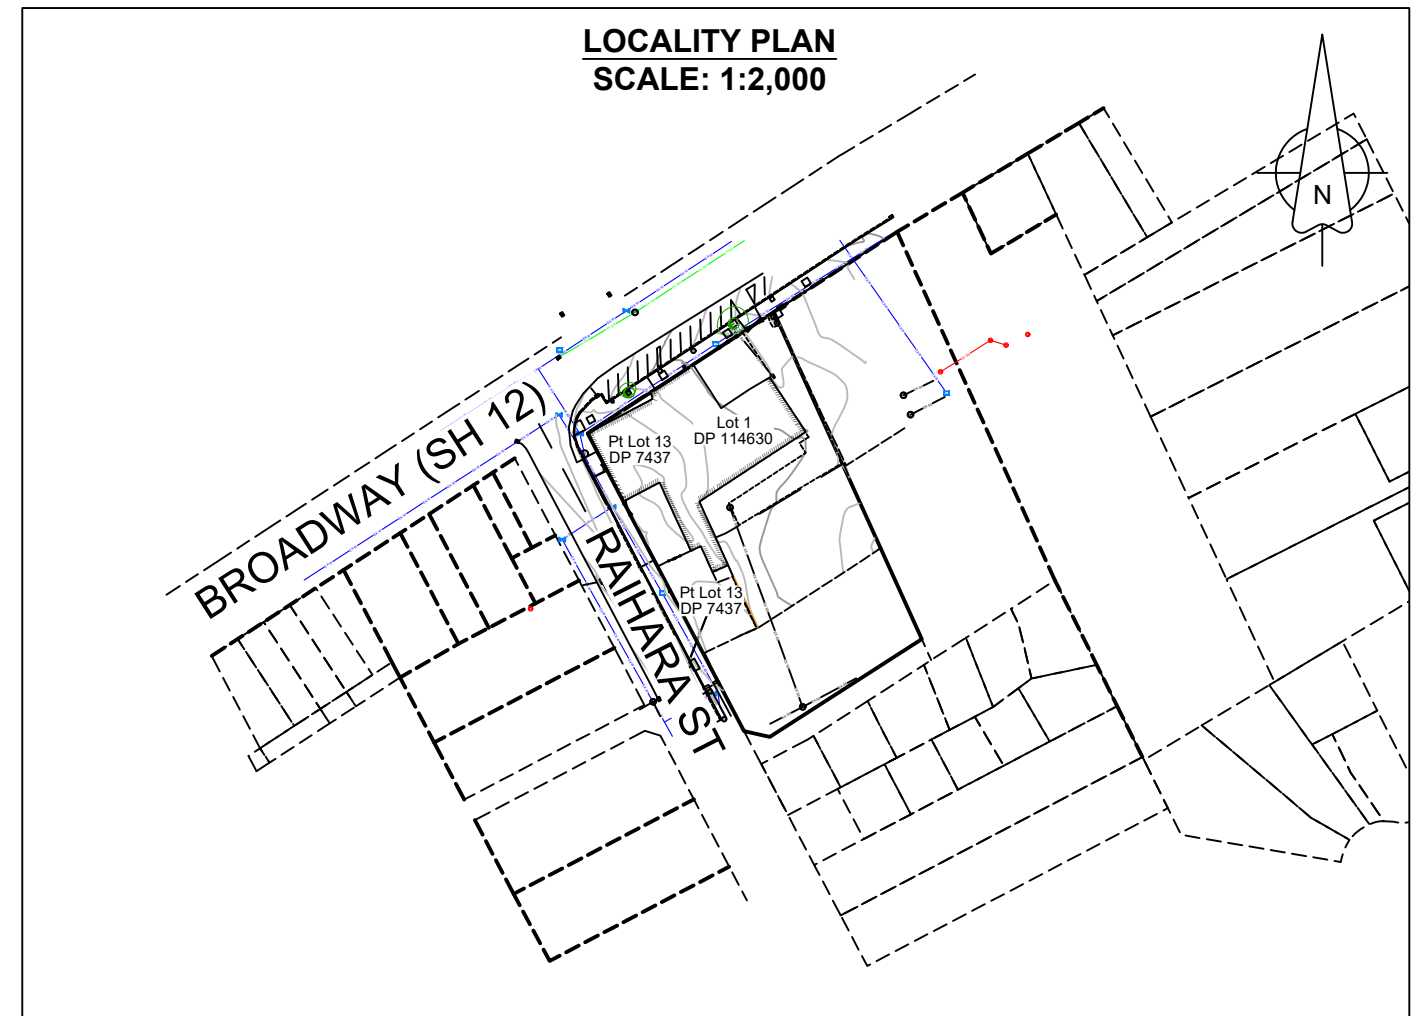 LOCALITY PLAN
SCALE: 1:2,000
N
BROADWAY (SH 12)
Lot 1
DP 114630
Pt Lot 13
DP 7437
RAIHARA ST
Pt Lot 13
DP 7437